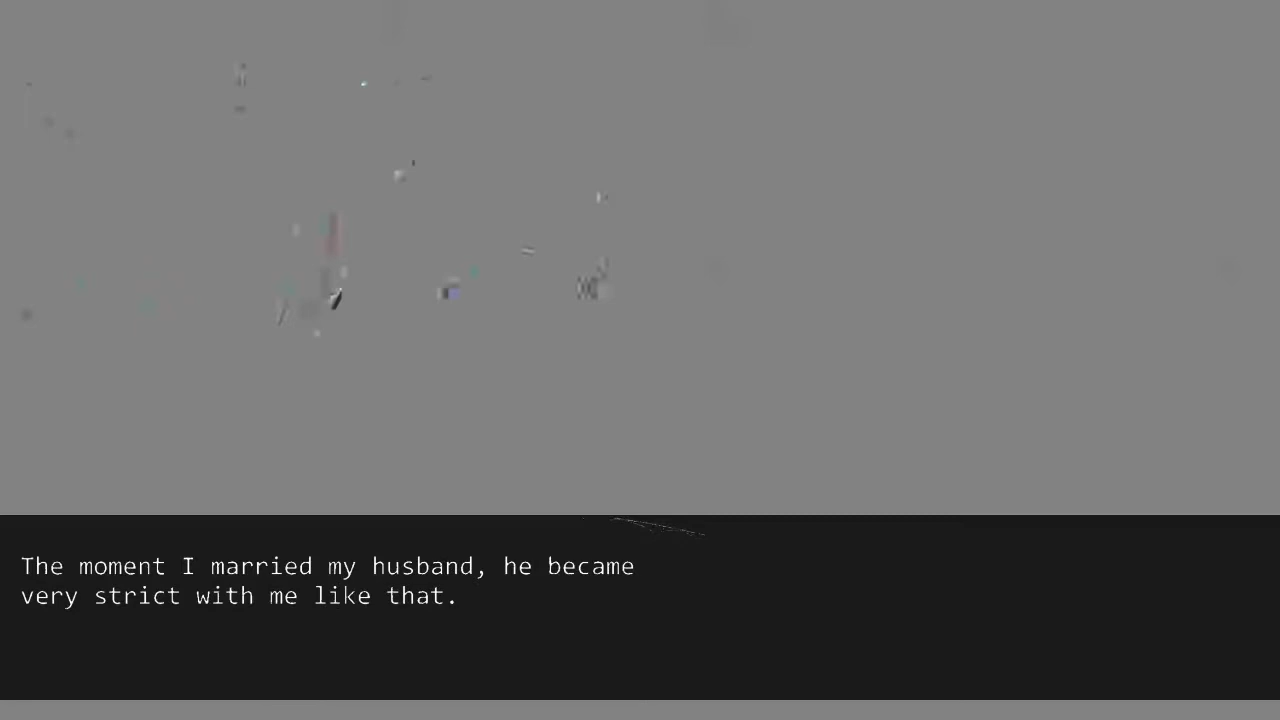 The moment I married my husband, he became
very strict with me like that.